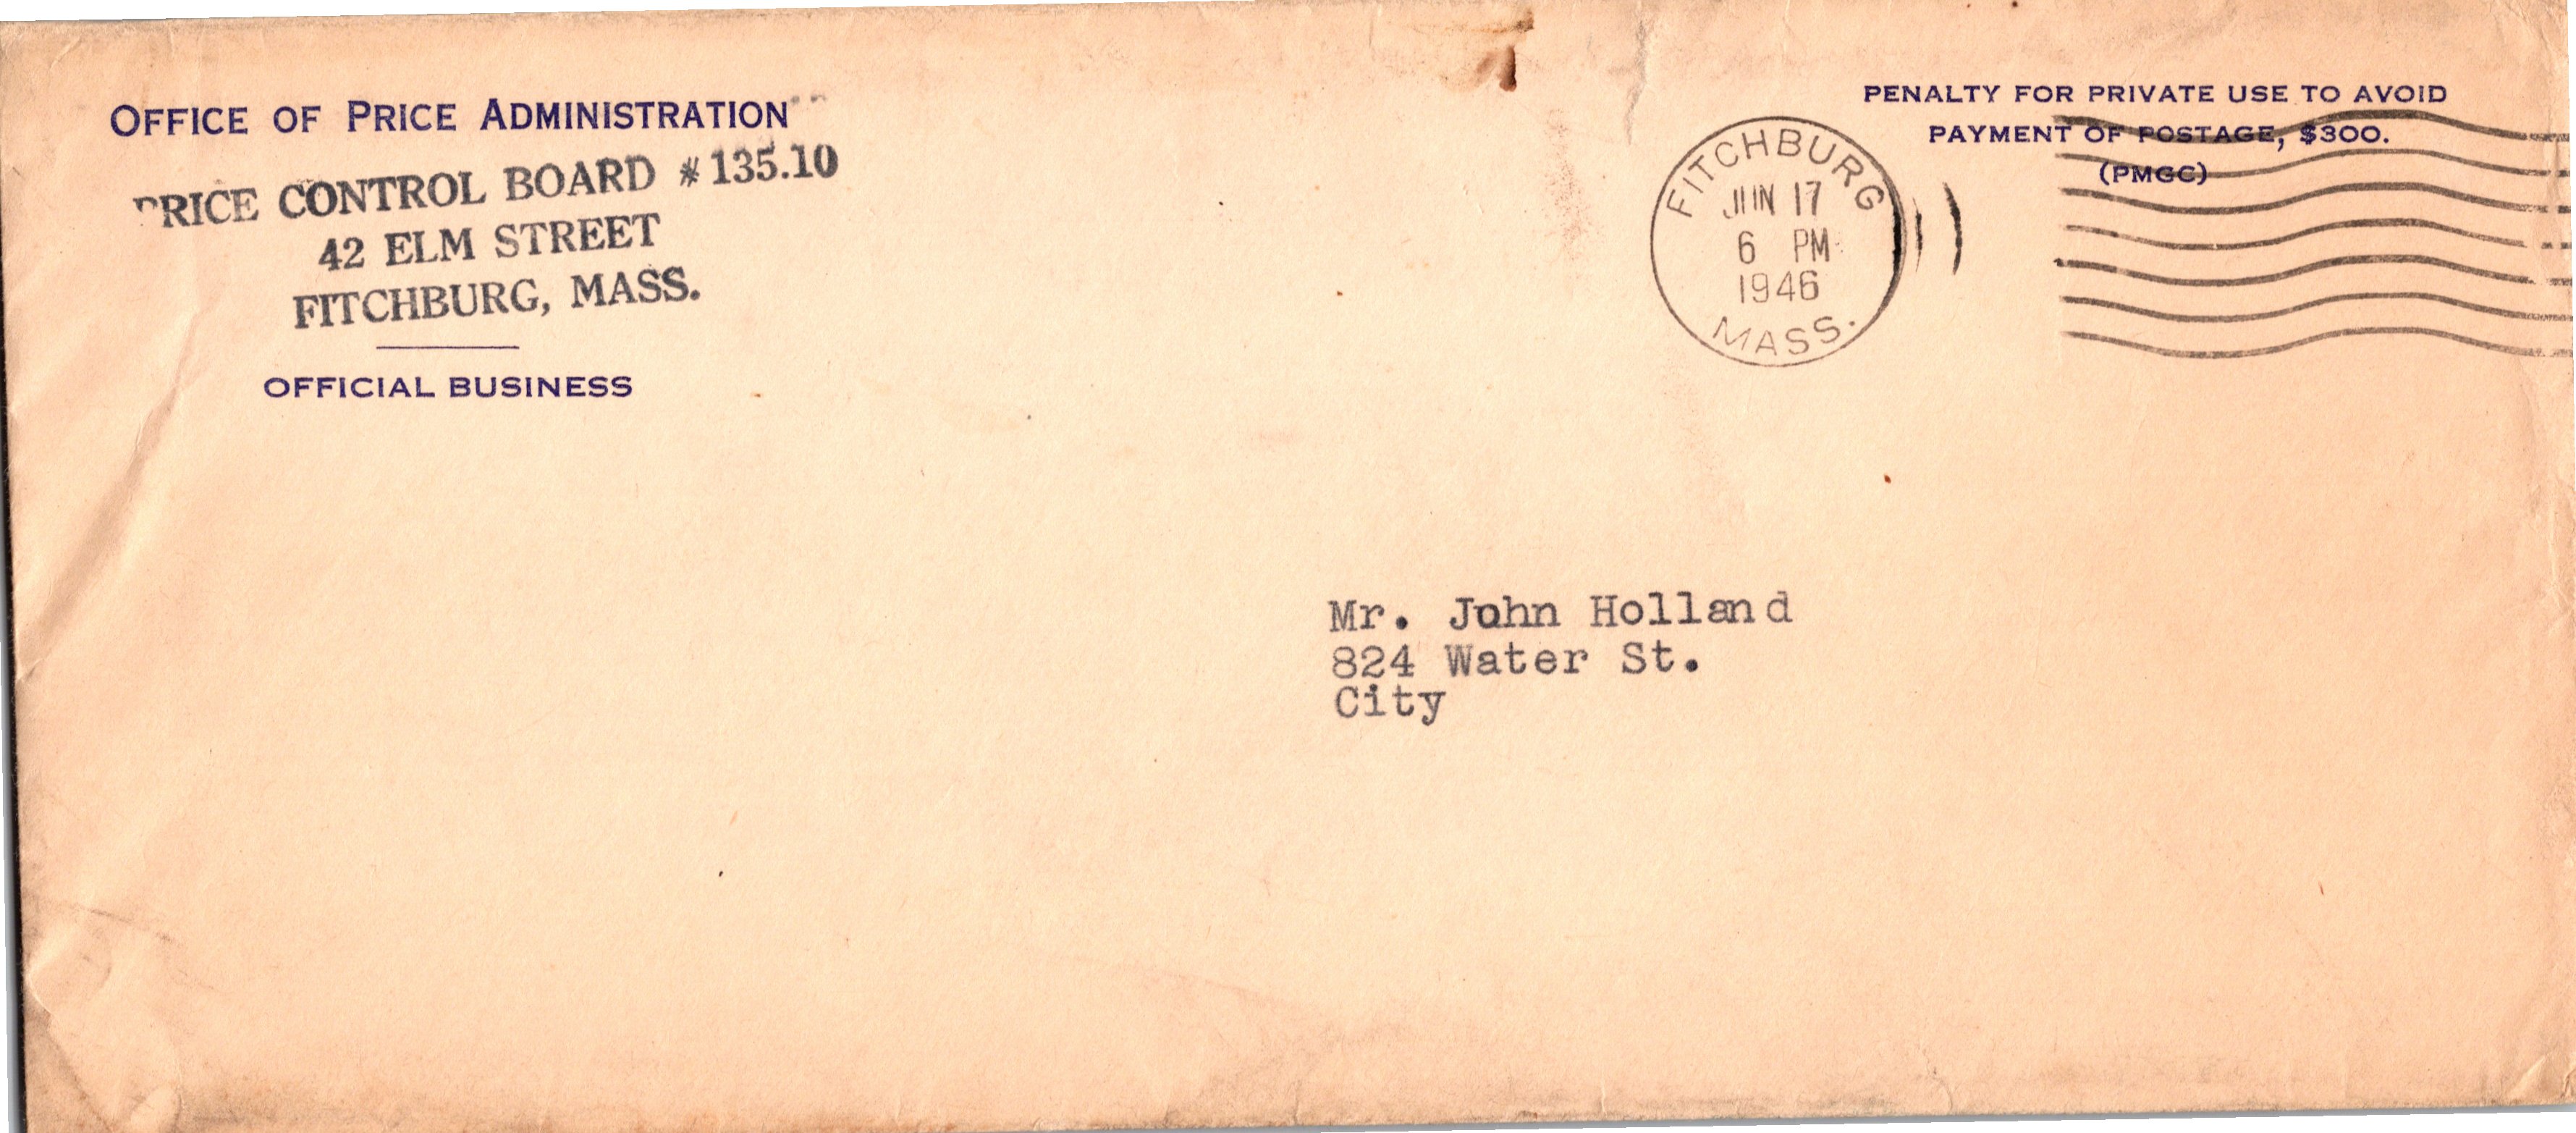 OFFICE OF PRICE ADMINISTRATION
PRICE CONTROL BOARD # 135.10
42 ELM STREET
FITCHBURG, MASS.
OFFICIAL BUSINESS
PENALTY FOR PRIVATE USE TO AVOID
PAYMENT OF POSTAGE, $300.
(PMGC)
FITCHBURG
JUN 17
6 PM
1946
MASS.
Mr. John Holland
824 Water St.
City